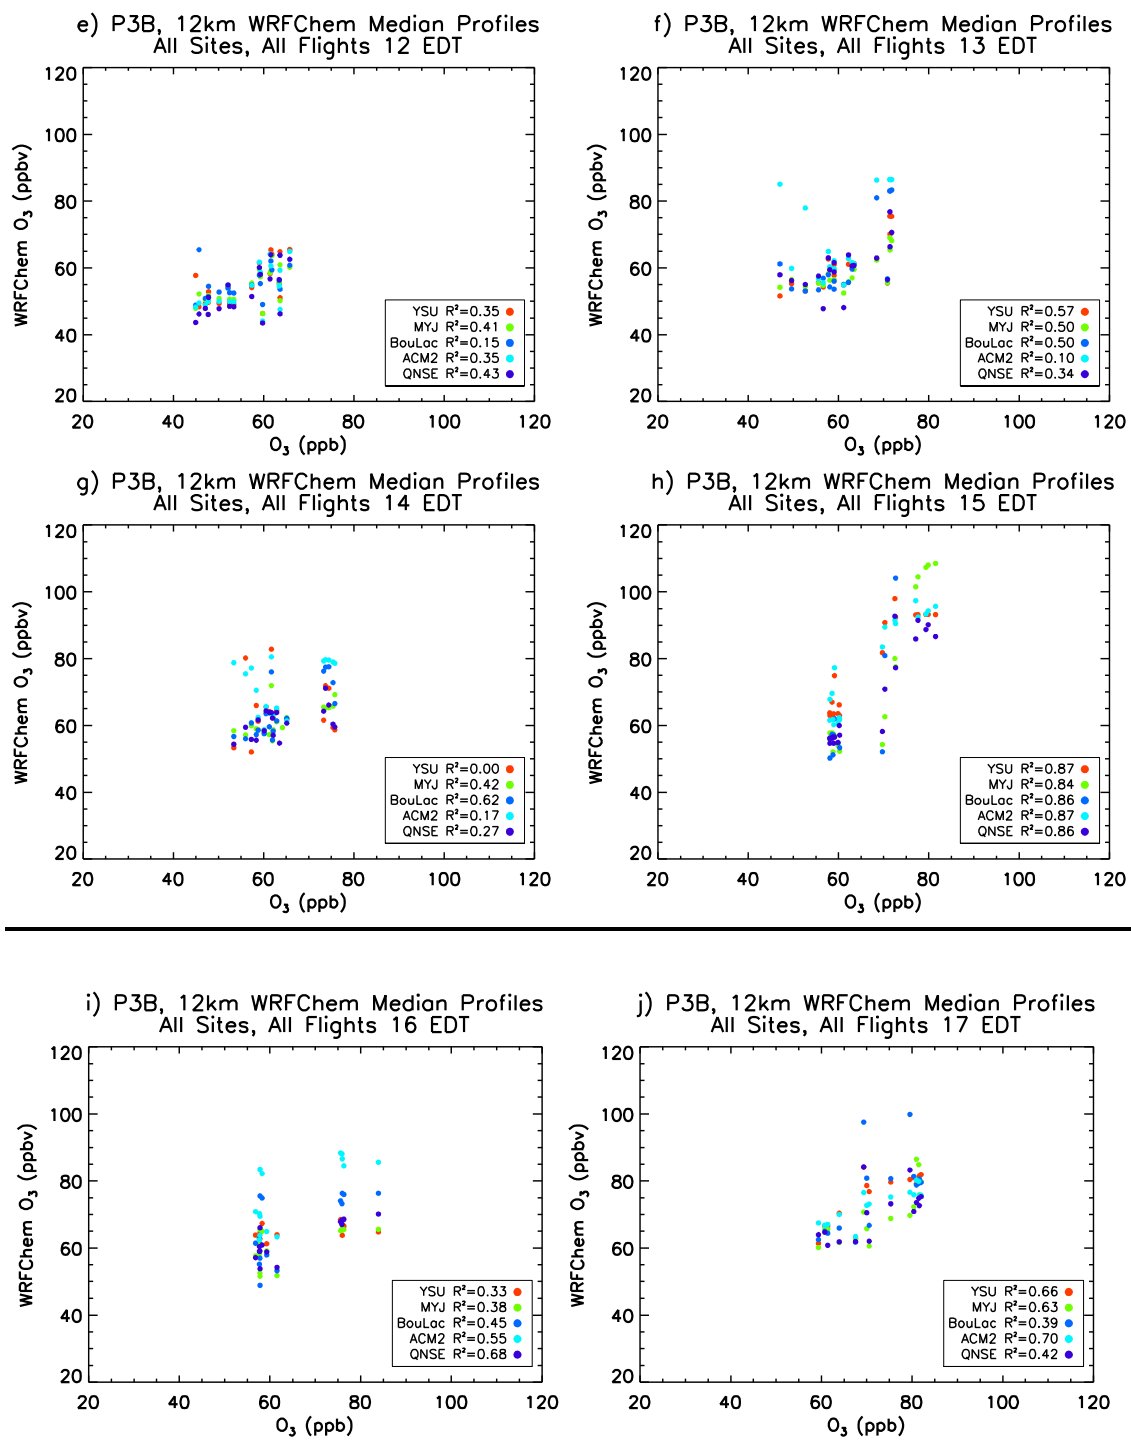 e) P3B, 12km WRFChem Median Profiles
All Sites, All Flights 12 EDT
120
100
80
60
40
20
WRFChem O₃ (ppbv)
YSU R²=0.35
MYJ R²=0.41
BouLac R²=0.15
ACM2 R²=0.35
QNSE R²=0.43
20 40 60 80 100 120
O₃ (ppb)
f) P3B, 12km WRFChem Median Profiles
All Sites, All Flights 13 EDT
120
100
80
60
40
20
WRFChem O₃ (ppbv)
YSU R²=0.57
MYJ R²=0.50
BouLac R²=0.50
ACM2 R²=0.10
QNSE R²=0.34
20 40 60 80 100 120
O₃ (ppb)
g) P3B, 12km WRFChem Median Profiles
All Sites, All Flights 14 EDT
120
100
80
60
40
20
WRFChem O₃ (ppbv)
YSU R²=0.00
MYJ R²=0.42
BouLac R²=0.62
ACM2 R²=0.17
QNSE R²=0.27
20 40 60 80 100 120
O₃ (ppb)
h) P3B, 12km WRFChem Median Profiles
All Sites, All Flights 15 EDT
120
100
80
60
40
20
WRFChem O₃ (ppbv)
YSU R²=0.87
MYJ R²=0.84
BouLac R²=0.86
ACM2 R²=0.87
QNSE R²=0.86
20 40 60 80 100 120
O₃ (ppb)
i) P3B, 12km WRFChem Median Profiles
All Sites, All Flights 16 EDT
120
100
80
60
40
20
WRFChem O₃ (ppbv)
YSU R²=0.33
MYJ R²=0.38
BouLac R²=0.45
ACM2 R²=0.55
QNSE R²=0.68
20 40 60 80 100 120
O₃ (ppb)
j) P3B, 12km WRFChem Median Profiles
All Sites, All Flights 17 EDT
120
100
80
60
40
20
WRFChem O₃ (ppbv)
YSU R²=0.66
MYJ R²=0.63
BouLac R²=0.39
ACM2 R²=0.70
QNSE R²=0.42
20 40 60 80 100 120
O₃ (ppb)